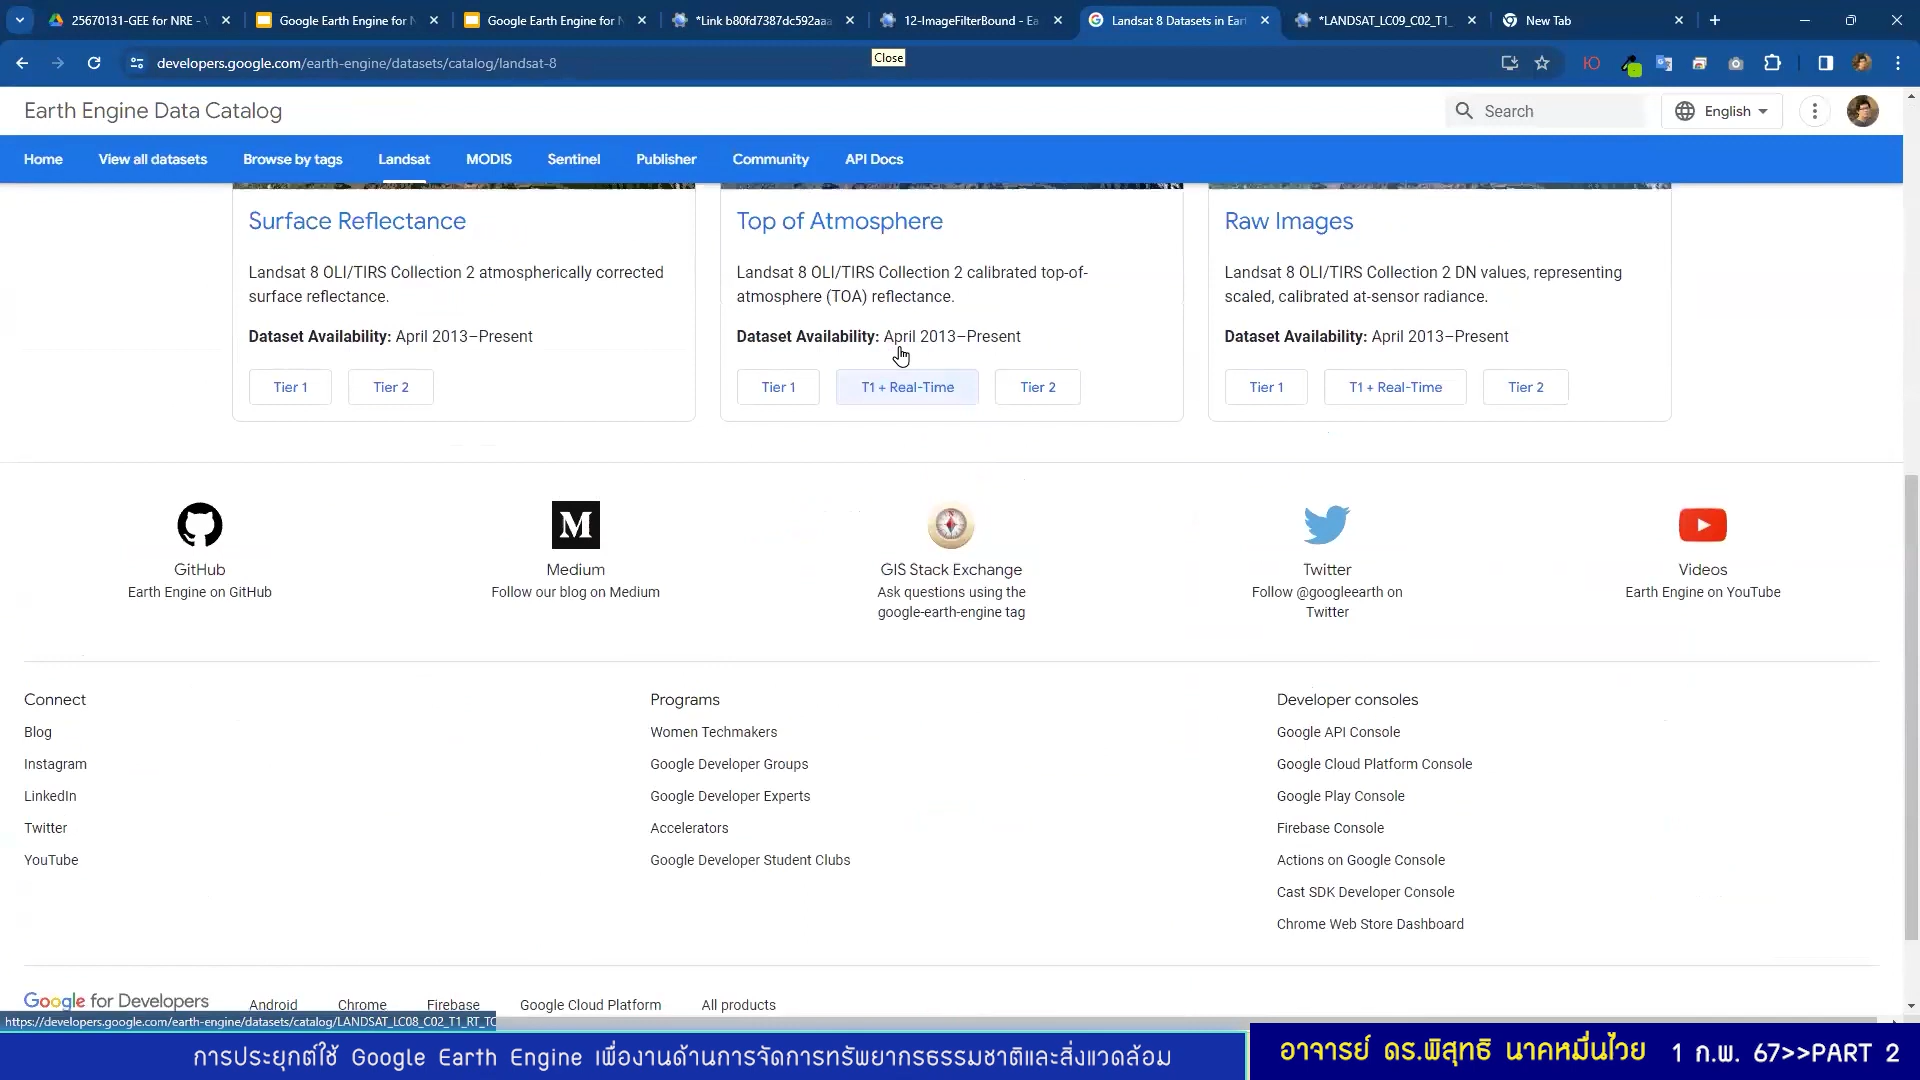 25670131-GEE for NRE -
Google Earth Engine for N
Google Earth Engine for N
*Link b80fd7387dc592aaa
12-ImageFilterBound - Ea
Landsat 8 Datasets in Eart
*LANDSAT_LC09_C02_T1_
New Tab
developers.google.com/earth-engine/datasets/catalog/landsat-8
Close
Earth Engine Data Catalog
Search
English
Home
View all datasets
Browse by tags
Landsat
MODIS
Sentinel
Publisher
Community
API Docs
Surface Reflectance
Landsat 8 OLI/TIRS Collection 2 atmospherically corrected
surface reflectance.
Dataset Availability: April 2013–Present
Tier 1
Tier 2
Top of Atmosphere
Landsat 8 OLI/TIRS Collection 2 calibrated top-of-
atmosphere (TOA) reflectance.
Dataset Availability: April 2013–Present
Tier 1
T1 + Real-Time
Tier 2
Raw Images
Landsat 8 OLI/TIRS Collection 2 DN values, representing
scaled, calibrated at-sensor radiance.
Dataset Availability: April 2013–Present
Tier 1
T1 + Real-Time
Tier 2
GitHub
Earth Engine on GitHub
M
Medium
Follow our blog on Medium
GIS Stack Exchange
Ask questions using the
google-earth-engine tag
Twitter
Follow @googleearth on
Twitter
Videos
Earth Engine on YouTube
Connect
Blog
Instagram
LinkedIn
Twitter
YouTube
Programs
Women Techmakers
Google Developer Groups
Google Developer Experts
Accelerators
Google Developer Student Clubs
Developer consoles
Google API Console
Google Cloud Platform Console
Google Play Console
Firebase Console
Actions on Google Console
Cast SDK Developer Console
Chrome Web Store Dashboard
Google for Developers
Android
Chrome
Firebase
Google Cloud Platform
All products
https://developers.google.com/earth-engine/datasets/catalog/LANDSAT_LC08_C02_T1_RT_TO
การประยุกต์ใช้ Google Earth Engine เพื่องานด้านการจัดการทรัพยากรธรรมชาติและสิ่งแวดล้อม
อาจารย์ ดร.พิสุทธิ นาคหมื่นไวย 1 ก.พ. 67>>PART 2